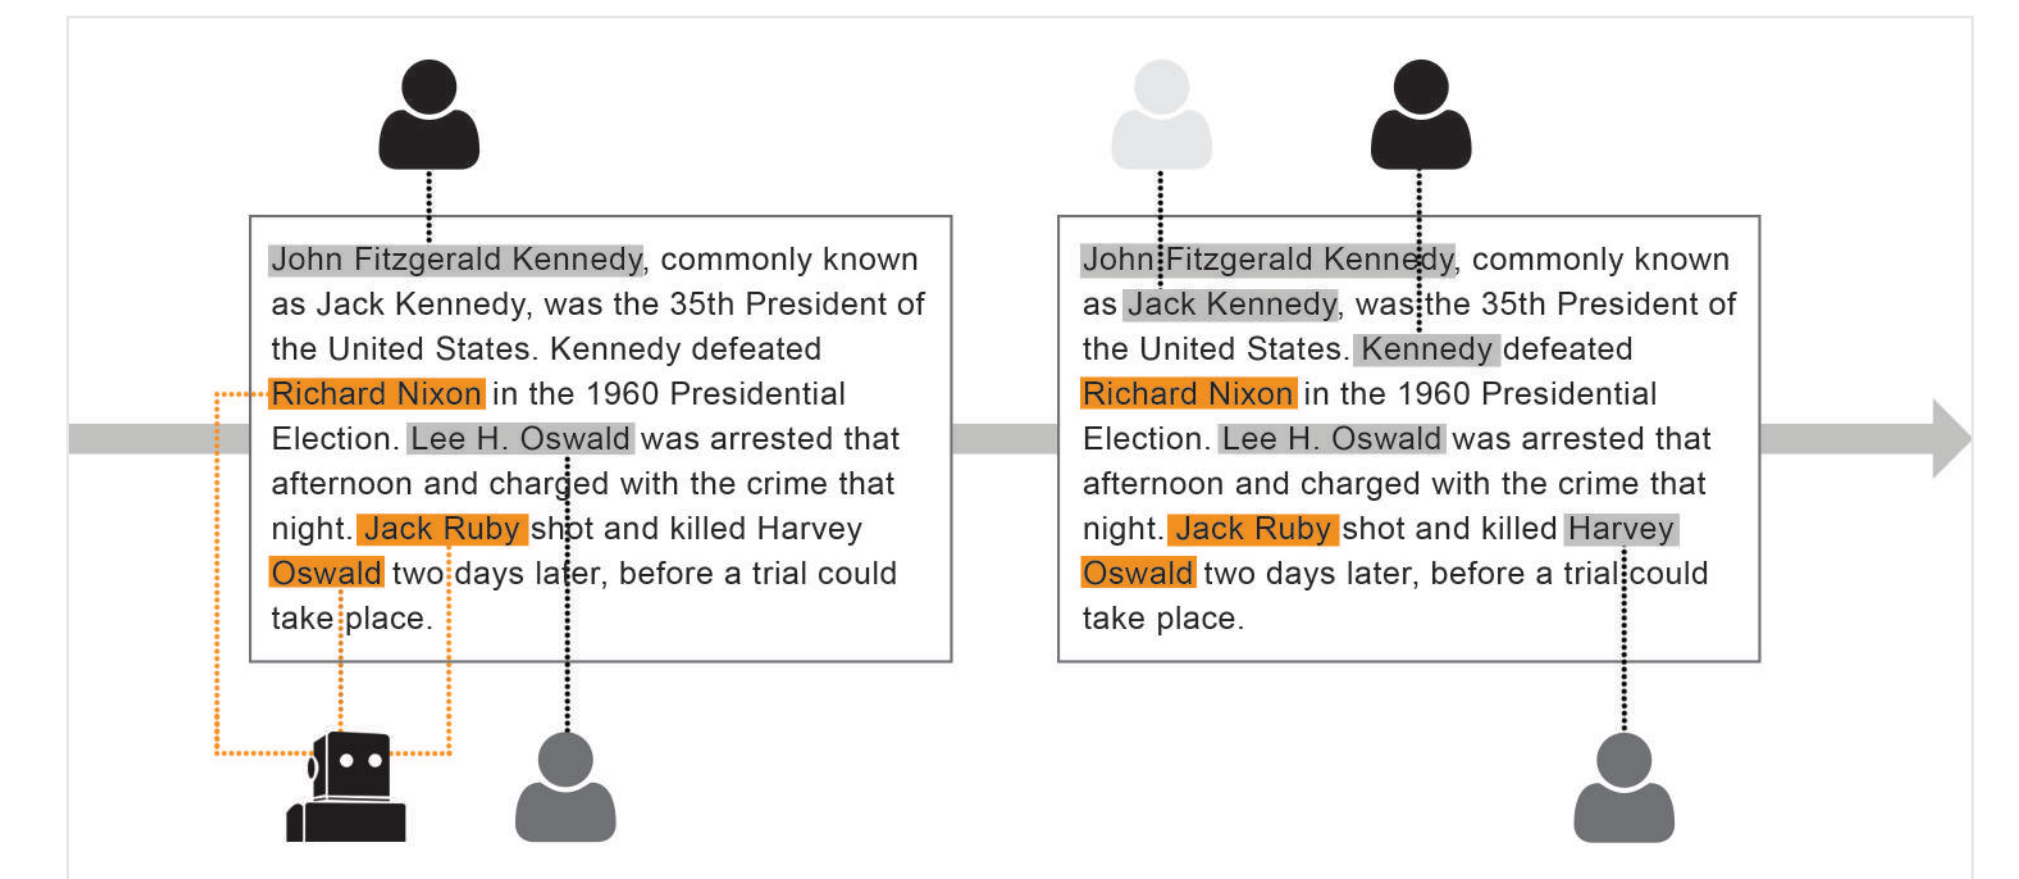 John Fitzgerald Kennedy, commonly known
as Jack Kennedy, was the 35th President of
the United States. Kennedy defeated
Richard Nixon in the 1960 Presidential
Election. Lee H. Oswald was arrested that
afternoon and charged with the crime that
night. Jack Ruby shot and killed Harvey
Oswald two days later, before a trial could
take place.
John Fitzgerald Kennedy, commonly known
as Jack Kennedy, was the 35th President of
the United States. Kennedy defeated
Richard Nixon in the 1960 Presidential
Election. Lee H. Oswald was arrested that
afternoon and charged with the crime that
night. Jack Ruby shot and killed Harvey
Oswald two days later, before a trial could
take place.